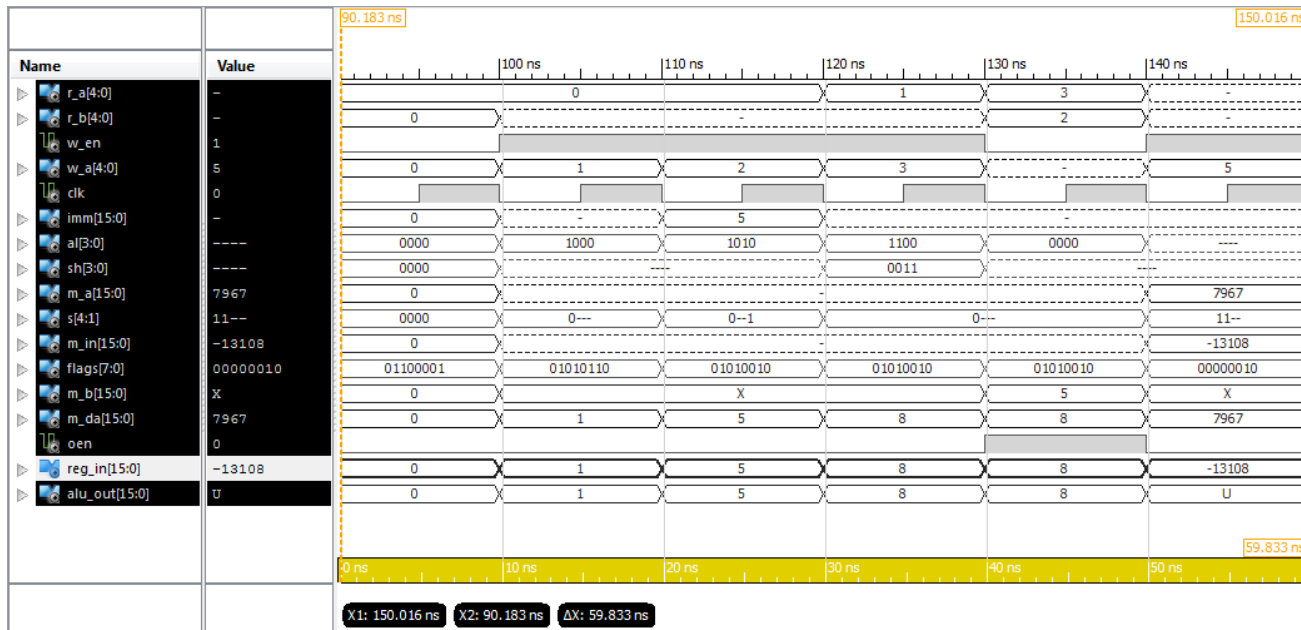 90.183 ns 150.016 ns
Name Value 100 ns 110 ns 120 ns 130 ns 140 ns
r_a[4:0] - 0 1 3 -
r_b[4:0] - 0 - 2 -
w_en 1
w_a[4:0] 5 0 1 2 3 - 5
clk 0
imm[15:0] - 0 - 5 -
al[3:0] ---- 0000 1000 1010 1100 0000 ----
sh[3:0] ---- 0000 ---- 0011 ----
m_a[15:0] 7967 0 - 7967
s[4:1] 11-- 0000 0--- 0--1 0--- 11--
m_in[15:0] -13108 0 - -13108
flags[7:0] 00000010 01100001 01010110 01010010 01010010 01010010 00000010
m_b[15:0] X 0 X 5 X
m_da[15:0] 7967 0 1 5 8 8 7967
oen 0
reg_in[15:0] -13108 0 1 5 8 8 -13108
alu_out[15:0] U 0 1 5 8 8 U
59.833 ns
0 ns 10 ns 20 ns 30 ns 40 ns 50 ns
X1: 150.016 ns X2: 90.183 ns ΔX: 59.833 ns